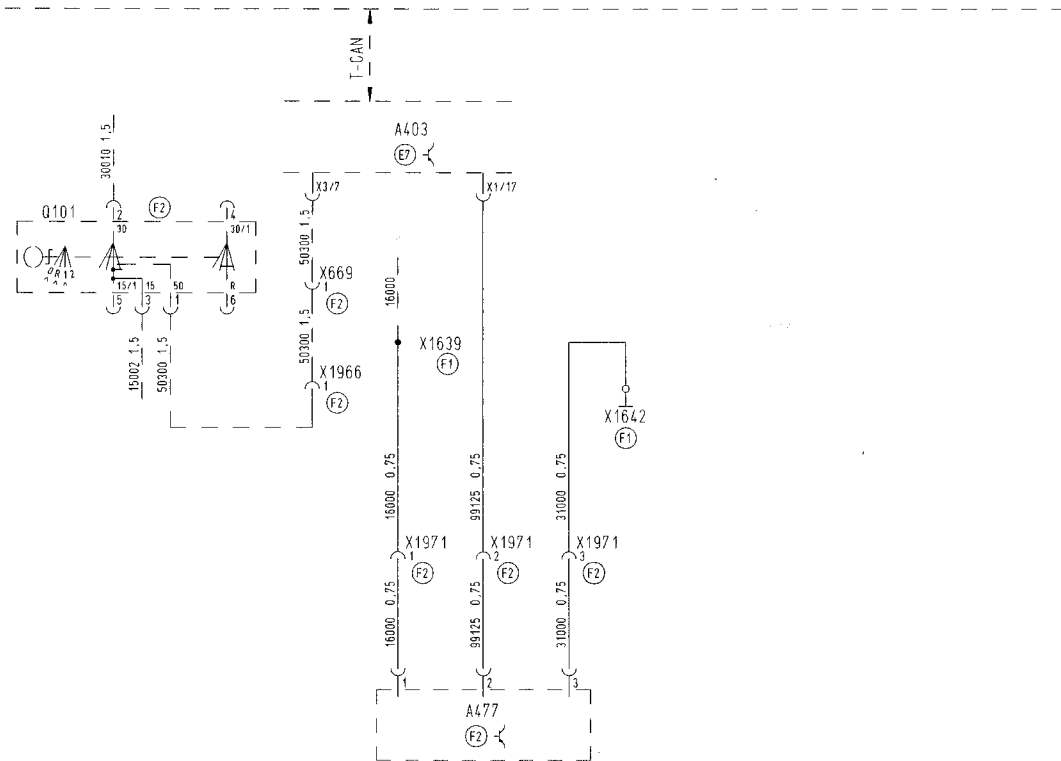 T-CAN
A403
E7
30010 1,5
X3/7
X1/17
Q101
2
F2
4
30
30/1
50300 1,5
0 R 1 2
X669
1
F2
16000
15/1
15
50
R
5
3
1
6
50300 1,5
X1639
F1
15002 1,5
50300 1,5
X1966
1
F2
X1642
F1
16000 0,75
99125 0,75
31000 0,75
X1971
1
F2
X1971
2
F2
X1971
3
F2
16000 0,75
99125 0,75
31000 0,75
1
2
3
A477
F2